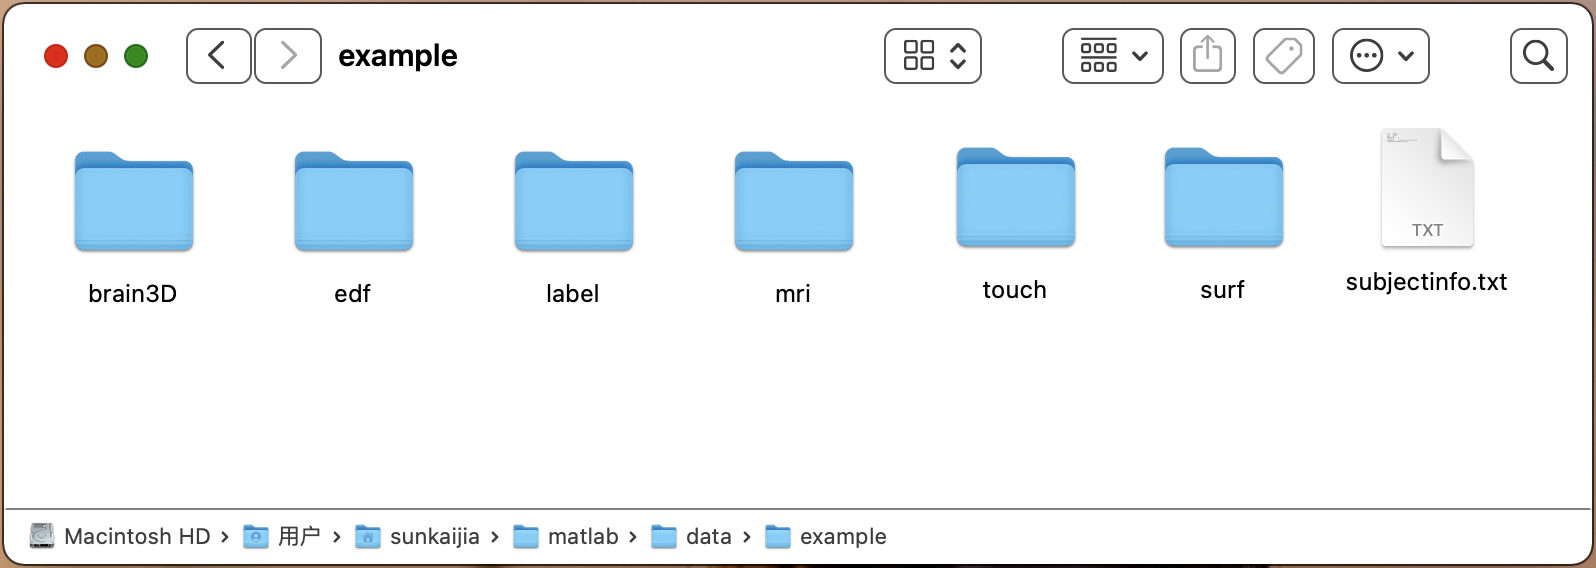 example
TXT
brain3D
edf
label
mri
touch
surf
subjectinfo.txt
Macintosh HD › 用户 › sunkaijia › matlab › data › example